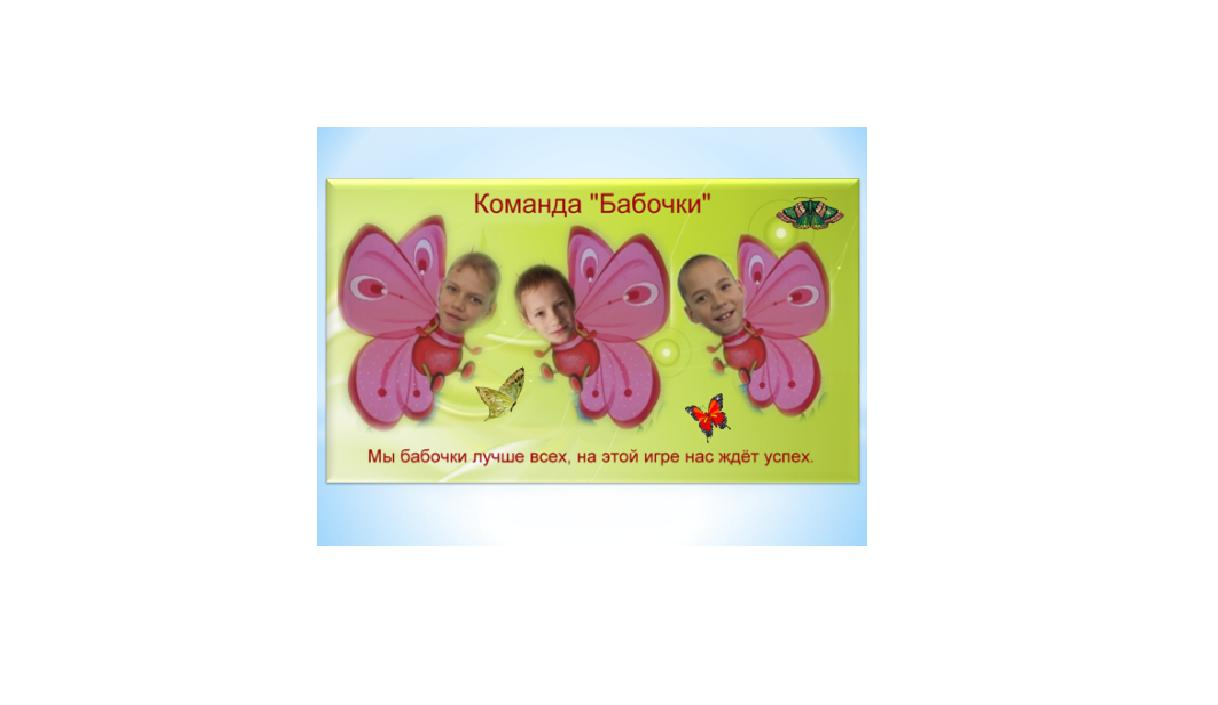 Команда "Бабочки"
Мы бабочки лучше всех, на этой игре нас ждёт успех.